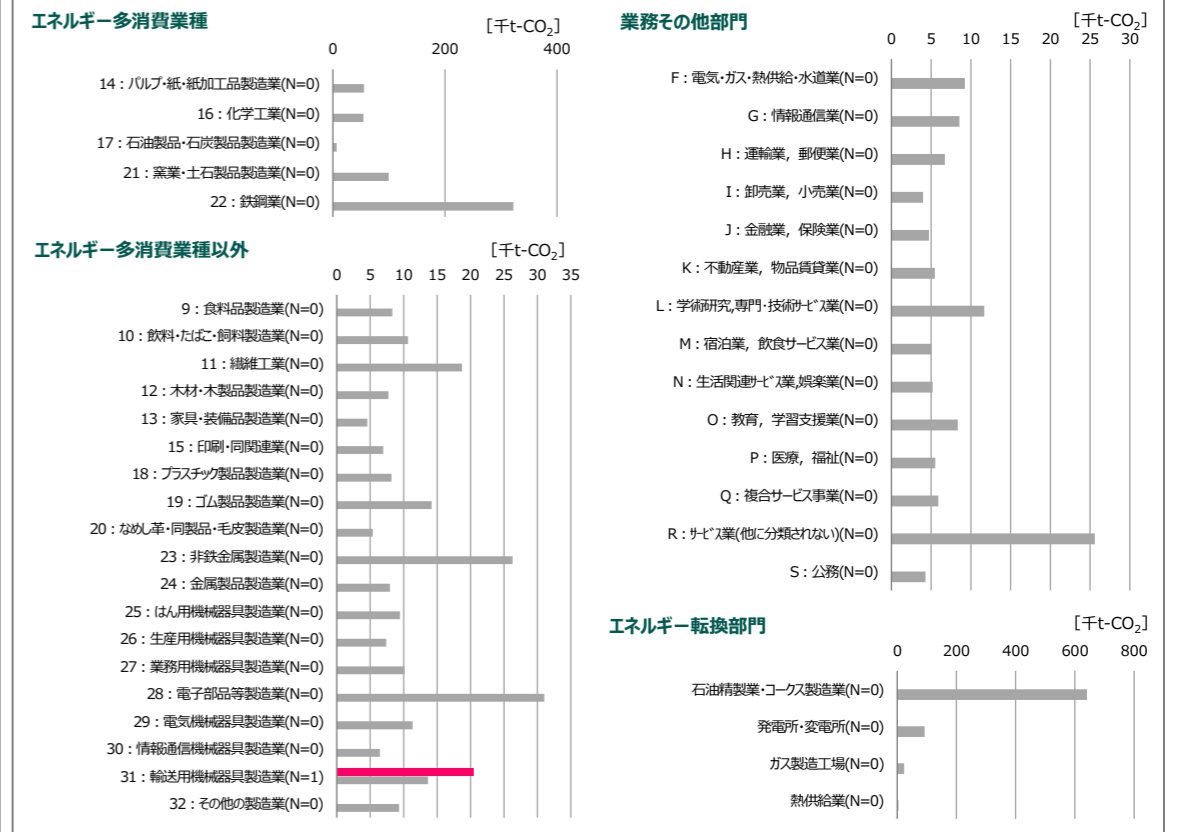 エネルギー多消費業種
[千t-CO2]
0 200 400
14：パルプ・紙・紙加工品製造業(N=0)
16：化学工業(N=0)
17：石油製品・石炭製品製造業(N=0)
21：窯業・土石製品製造業(N=0)
22：鉄鋼業(N=0)
エネルギー多消費業種以外
[千t-CO2]
0 5 10 15 20 25 30 35
9：食料品製造業(N=0)
10：飲料・たばこ・飼料製造業(N=0)
11：繊維工業(N=0)
12：木材・木製品製造業(N=0)
13：家具・装備品製造業(N=0)
15：印刷・同関連業(N=0)
18：プラスチック製品製造業(N=0)
19：ゴム製品製造業(N=0)
20：なめし革・同製品・毛皮製造業(N=0)
23：非鉄金属製造業(N=0)
24：金属製品製造業(N=0)
25：はん用機械器具製造業(N=0)
26：生産用機械器具製造業(N=0)
27：業務用機械器具製造業(N=0)
28：電子部品等製造業(N=0)
29：電気機械器具製造業(N=0)
30：情報通信機械器具製造業(N=0)
31：輸送用機械器具製造業(N=1)
32：その他の製造業(N=0)
業務その他部門
[千t-CO2]
0 5 10 15 20 25 30
F：電気・ガス・熱供給・水道業(N=0)
G：情報通信業(N=0)
H：運輸業，郵便業(N=0)
I：卸売業，小売業(N=0)
J：金融業，保険業(N=0)
K：不動産業，物品賃貸業(N=0)
L：学術研究,専門・技術サービス業(N=0)
M：宿泊業，飲食サービス業(N=0)
N：生活関連サービス業,娯楽業(N=0)
O：教育，学習支援業(N=0)
P：医療，福祉(N=0)
Q：複合サービス事業(N=0)
R：サービス業(他に分類されない)(N=0)
S：公務(N=0)
エネルギー転換部門
[千t-CO2]
0 200 400 600 800
石油精製業・コークス製造業(N=0)
発電所・変電所(N=0)
ガス製造工場(N=0)
熱供給業(N=0)